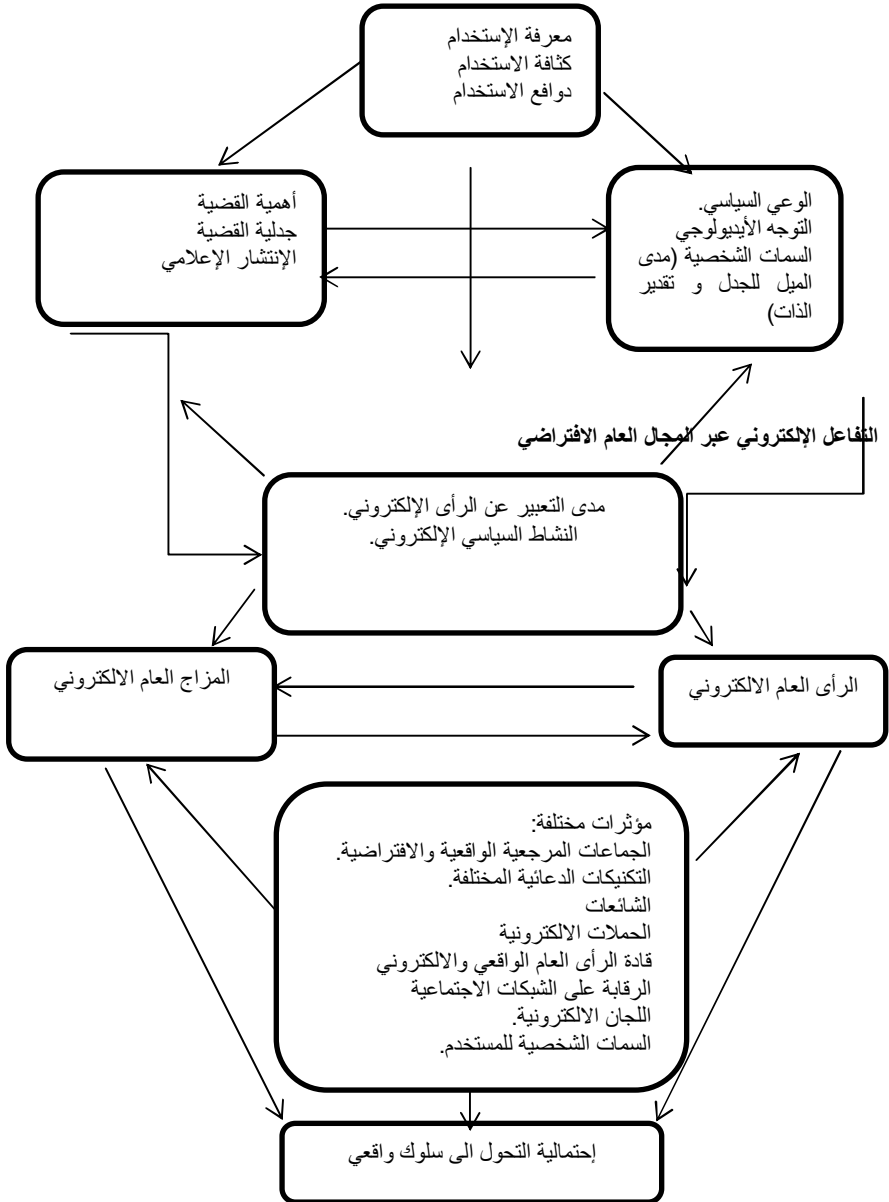 معرفة الإستخدام
كثافة الاستخدام
دوافع الاستخدام
الوعي السياسي.
التوجه الأيديولوجي
السمات الشخصية (مدى
الميل للجدل و تقدير
الذات)
أهمية القضية
جدلية القضية
الإنتشار الإعلامي
التفاعل الإلكتروني عبر المجال العام الافتراضي
مدى التعبير عن الرأى الإلكتروني.
النشاط السياسي الإلكتروني.
الرأى العام الالكتروني
المزاج العام الالكتروني
مؤثرات مختلفة:
الجماعات المرجعية الواقعية والافتراضية.
التكنيكات الدعائية المختلفة.
الشائعات
الحملات الالكترونية
قادة الرأى العام الواقعي والالكتروني
الرقابة على الشبكات الاجتماعية
اللجان الالكترونية.
السمات الشخصية للمستخدم.
إحتمالية التحول الى سلوك واقعي